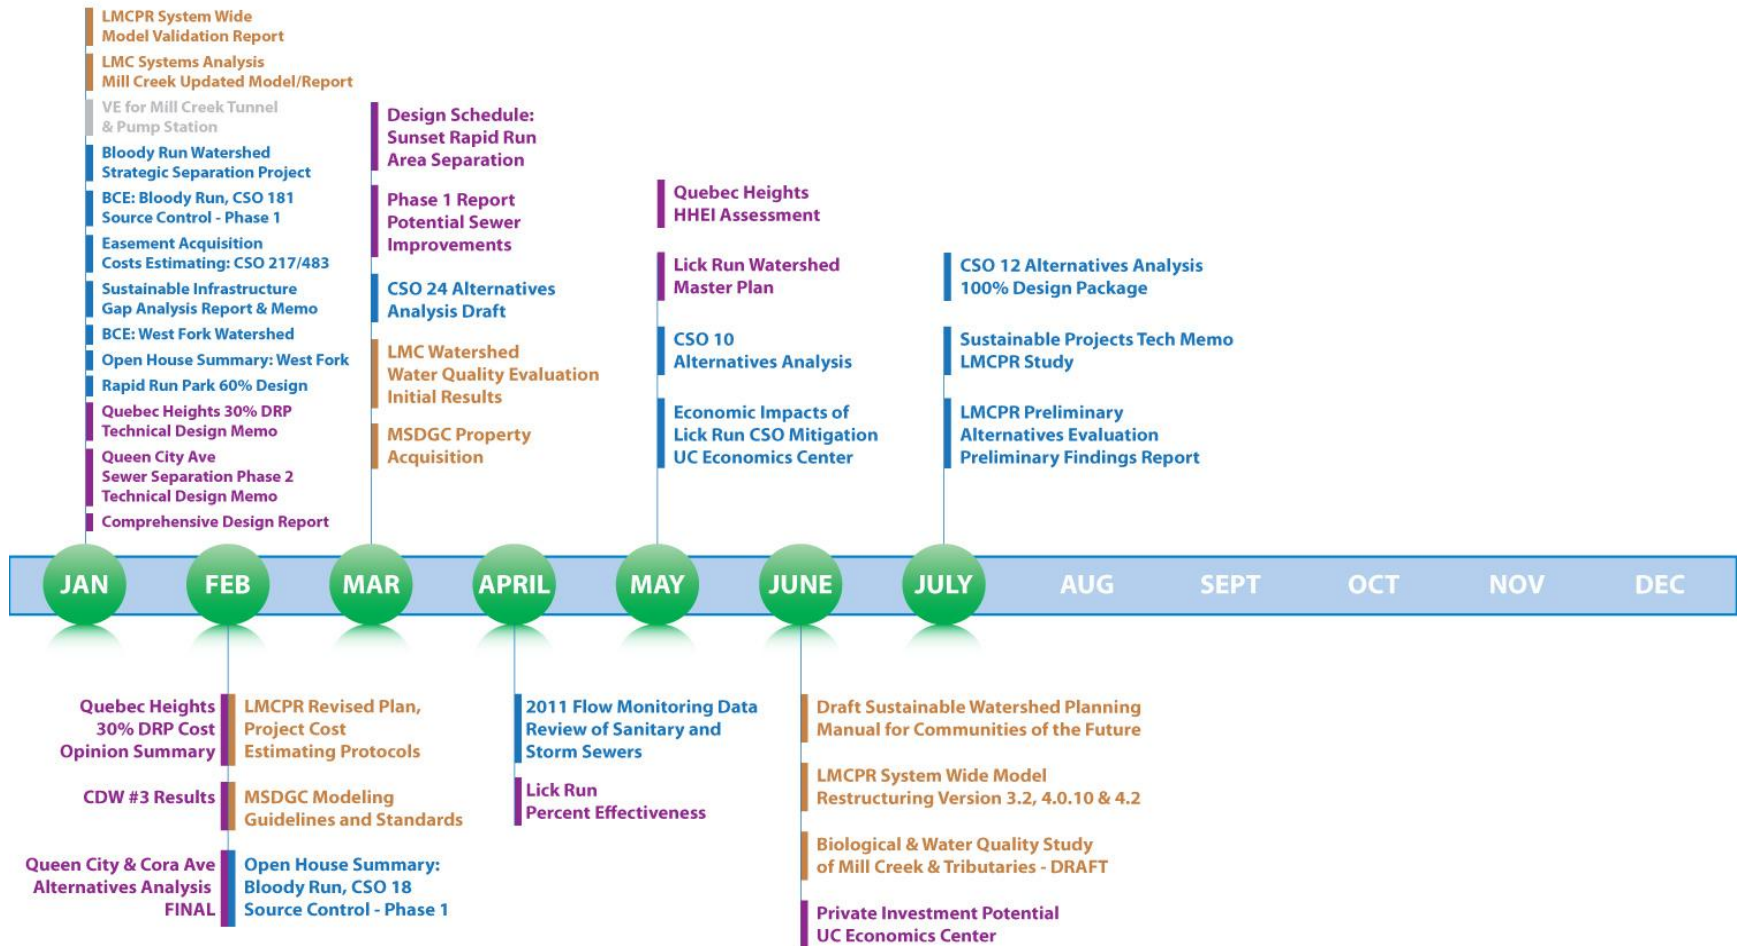 LMCPR System Wide
Model Validation Report
LMC Systems Analysis
Mill Creek Updated Model/Report
VE for Mill Creek Tunnel
& Pump Station
Bloody Run Watershed
Strategic Separation Project
BCE: Bloody Run, CSO 181
Source Control - Phase 1
Easement Acquisition
Costs Estimating: CSO 217/483
Sustainable Infrastructure
Gap Analysis Report & Memo
BCE: West Fork Watershed
Open House Summary: West Fork
Rapid Run Park 60% Design
Quebec Heights 30% DRP
Technical Design Memo
Queen City Ave
Sewer Separation Phase 2
Technical Design Memo
Comprehensive Design Report
Design Schedule:
Sunset Rapid Run
Area Separation
Phase 1 Report
Potential Sewer
Improvements
CSO 24 Alternatives
Analysis Draft
LMC Watershed
Water Quality Evaluation
Initial Results
MSDGC Property
Acquisition
Quebec Heights
HHEI Assessment
Lick Run Watershed
Master Plan
CSO 10
Alternatives Analysis
Economic Impacts of
Lick Run CSO Mitigation
UC Economics Center
CSO 12 Alternatives Analysis
100% Design Package
Sustainable Projects Tech Memo
LMCPR Study
LMCPR Preliminary
Alternatives Evaluation
Preliminary Findings Report
JAN FEB MAR APRIL MAY JUNE JULY AUG SEPT OCT NOV DEC
Quebec Heights
30% DRP Cost
Opinion Summary
CDW #3 Results
Queen City & Cora Ave
Alternatives Analysis
FINAL
LMCPR Revised Plan,
Project Cost
Estimating Protocols
MSDGC Modeling
Guidelines and Standards
Open House Summary:
Bloody Run, CSO 18
Source Control - Phase 1
2011 Flow Monitoring Data
Review of Sanitary and
Storm Sewers
Lick Run
Percent Effectiveness
Draft Sustainable Watershed Planning
Manual for Communities of the Future
LMCPR System Wide Model
Restructuring Version 3.2, 4.0.10 & 4.2
Biological & Water Quality Study
of Mill Creek & Tributaries - DRAFT
Private Investment Potential
UC Economics Center